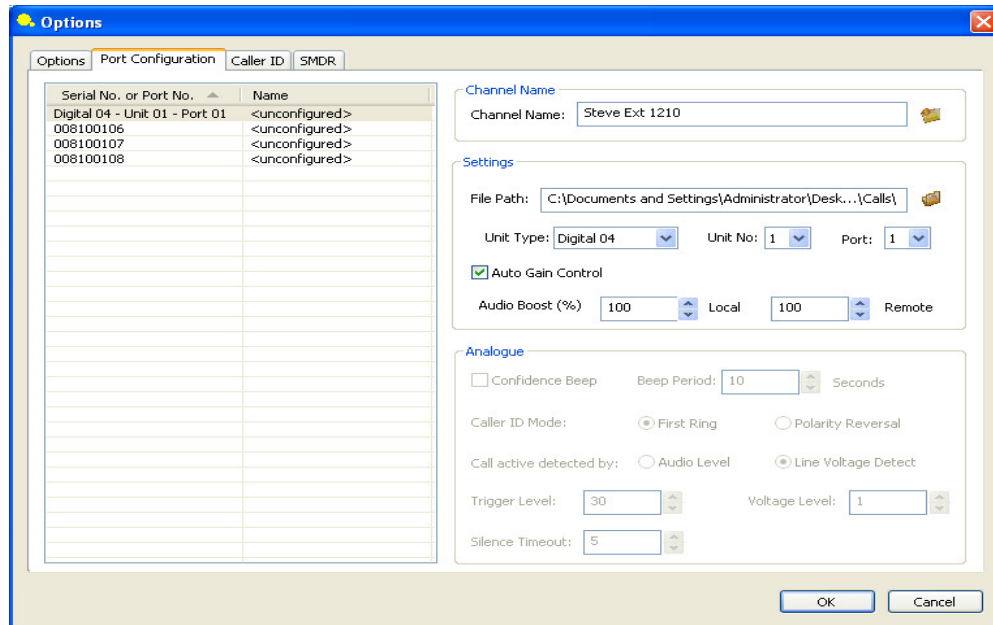 Options
Options Port Configuration Caller ID SMDR
Serial No. or Port No. Name
Digital 04 - Unit 01 - Port 01 <unconfigured>
008100106 <unconfigured>
008100107 <unconfigured>
008100108 <unconfigured>
Channel Name
Channel Name: Steve Ext 1210
Settings
File Path: C:\Documents and Settings\Administrator\Desk...\Calls\
Unit Type: Digital 04 Unit No: 1 Port: 1
Auto Gain Control
Audio Boost (%) 100 Local 100 Remote
Analogue
Confidence Beep Beep Period: 10 Seconds
Caller ID Mode: First Ring Polarity Reversal
Call active detected by: Audio Level Line Voltage Detect
Trigger Level: 30 Voltage Level: 1
Silence Timeout: 5
OK Cancel